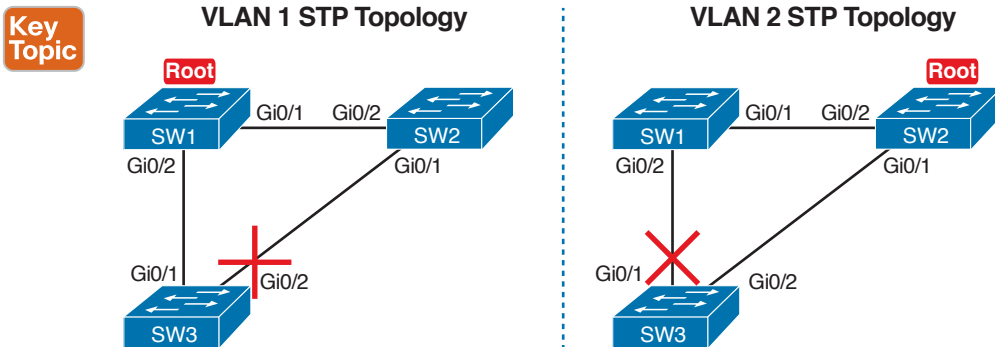 Key
Topic
VLAN 1 STP Topology
Root
Gi0/1
Gi0/2
SW1
SW2
Gi0/2
Gi0/1
Gi0/1
Gi0/2
SW3
VLAN 2 STP Topology
Root
Gi0/1
Gi0/2
SW1
SW2
Gi0/2
Gi0/1
Gi0/1
Gi0/2
SW3